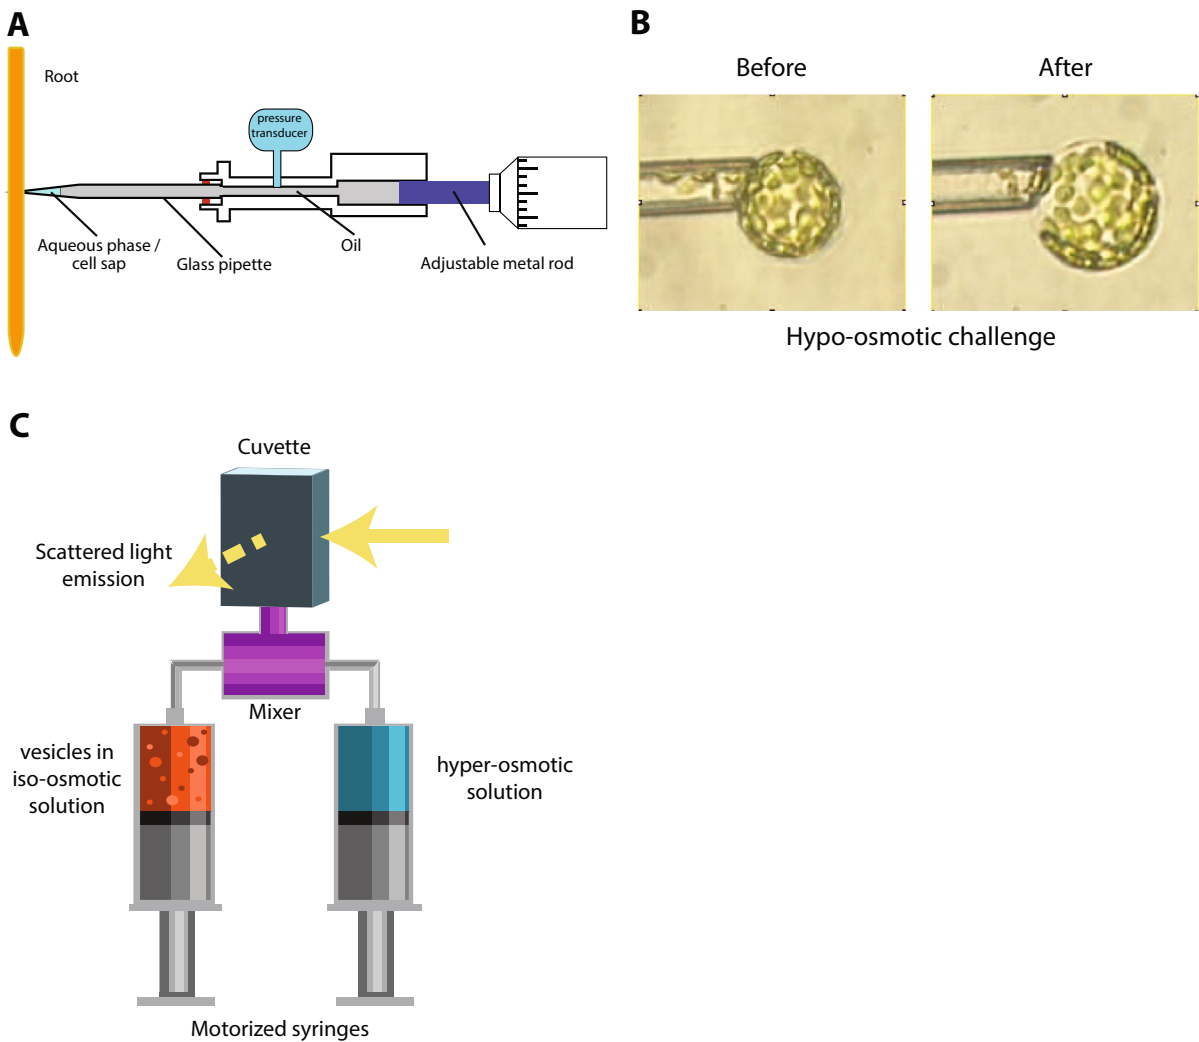 A
Root
pressure
transducer
Aqueous phase /
cell sap
Glass pipette
Oil
Adjustable metal rod
B
Before
After
Hypo-osmotic challenge
C
Cuvette
Scattered light
emission
Mixer
vesicles in
iso-osmotic
solution
hyper-osmotic
solution
Motorized syringes